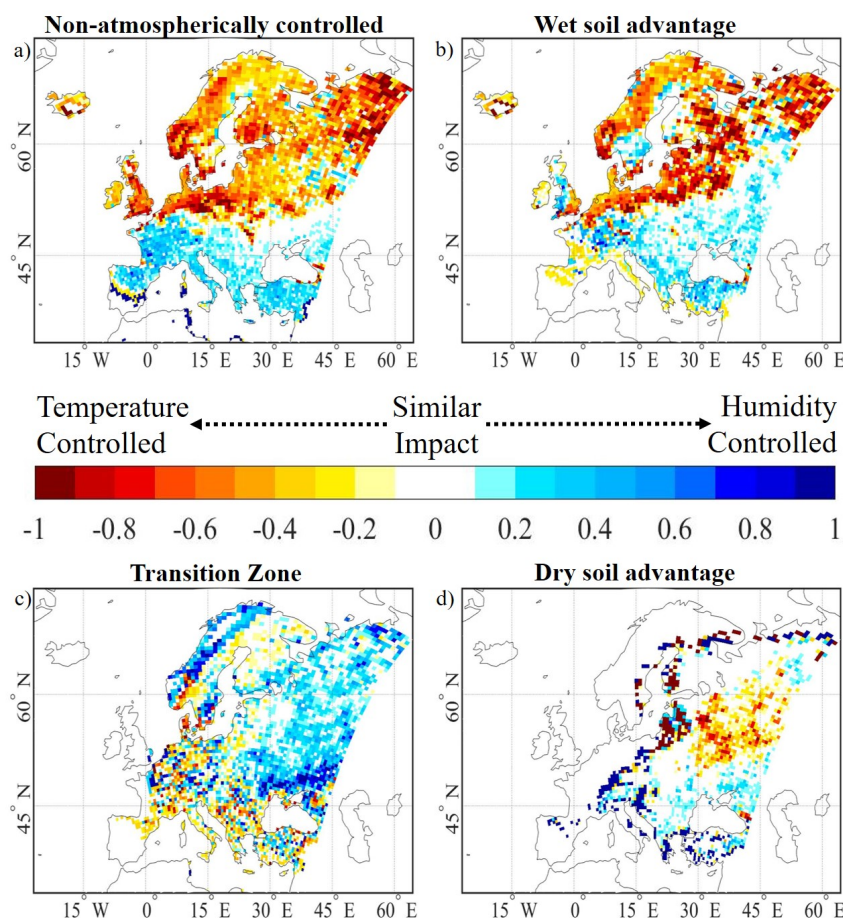 Non-atmospherically controlled
Wet soil advantage
a)
b)
60° N
60° N
45° N
45° N
15° W 0° 15° E 30° E 45° E 60° E
15° W 0° 15° E 30° E 45° E 60° E
Temperature Controlled
Similar Impact
Humidity Controlled
-1 -0.8 -0.6 -0.4 -0.2 0 0.2 0.4 0.6 0.8 1
Transition Zone
Dry soil advantage
c)
d)
60° N
60° N
45° N
45° N
15° W 0° 15° E 30° E 45° E 60° E
15° W 0° 15° E 30° E 45° E 60° E